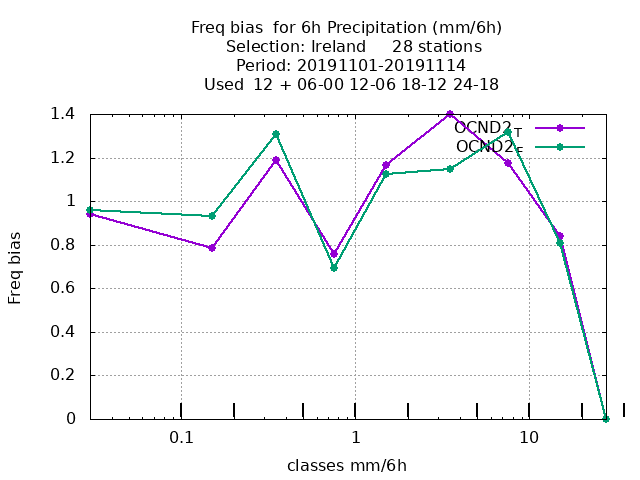 Freq bias  for 6h Precipitation (mm/6h)
Selection: Ireland     28 stations
Period: 20191101-20191114
Used  12 + 06-00 12-06 18-12 24-18
OCND2_T
OCND2_F
1.4
1.2
1
0.8
0.6
0.4
0.2
0
Freq bias
0.1
1
10
classes mm/6h